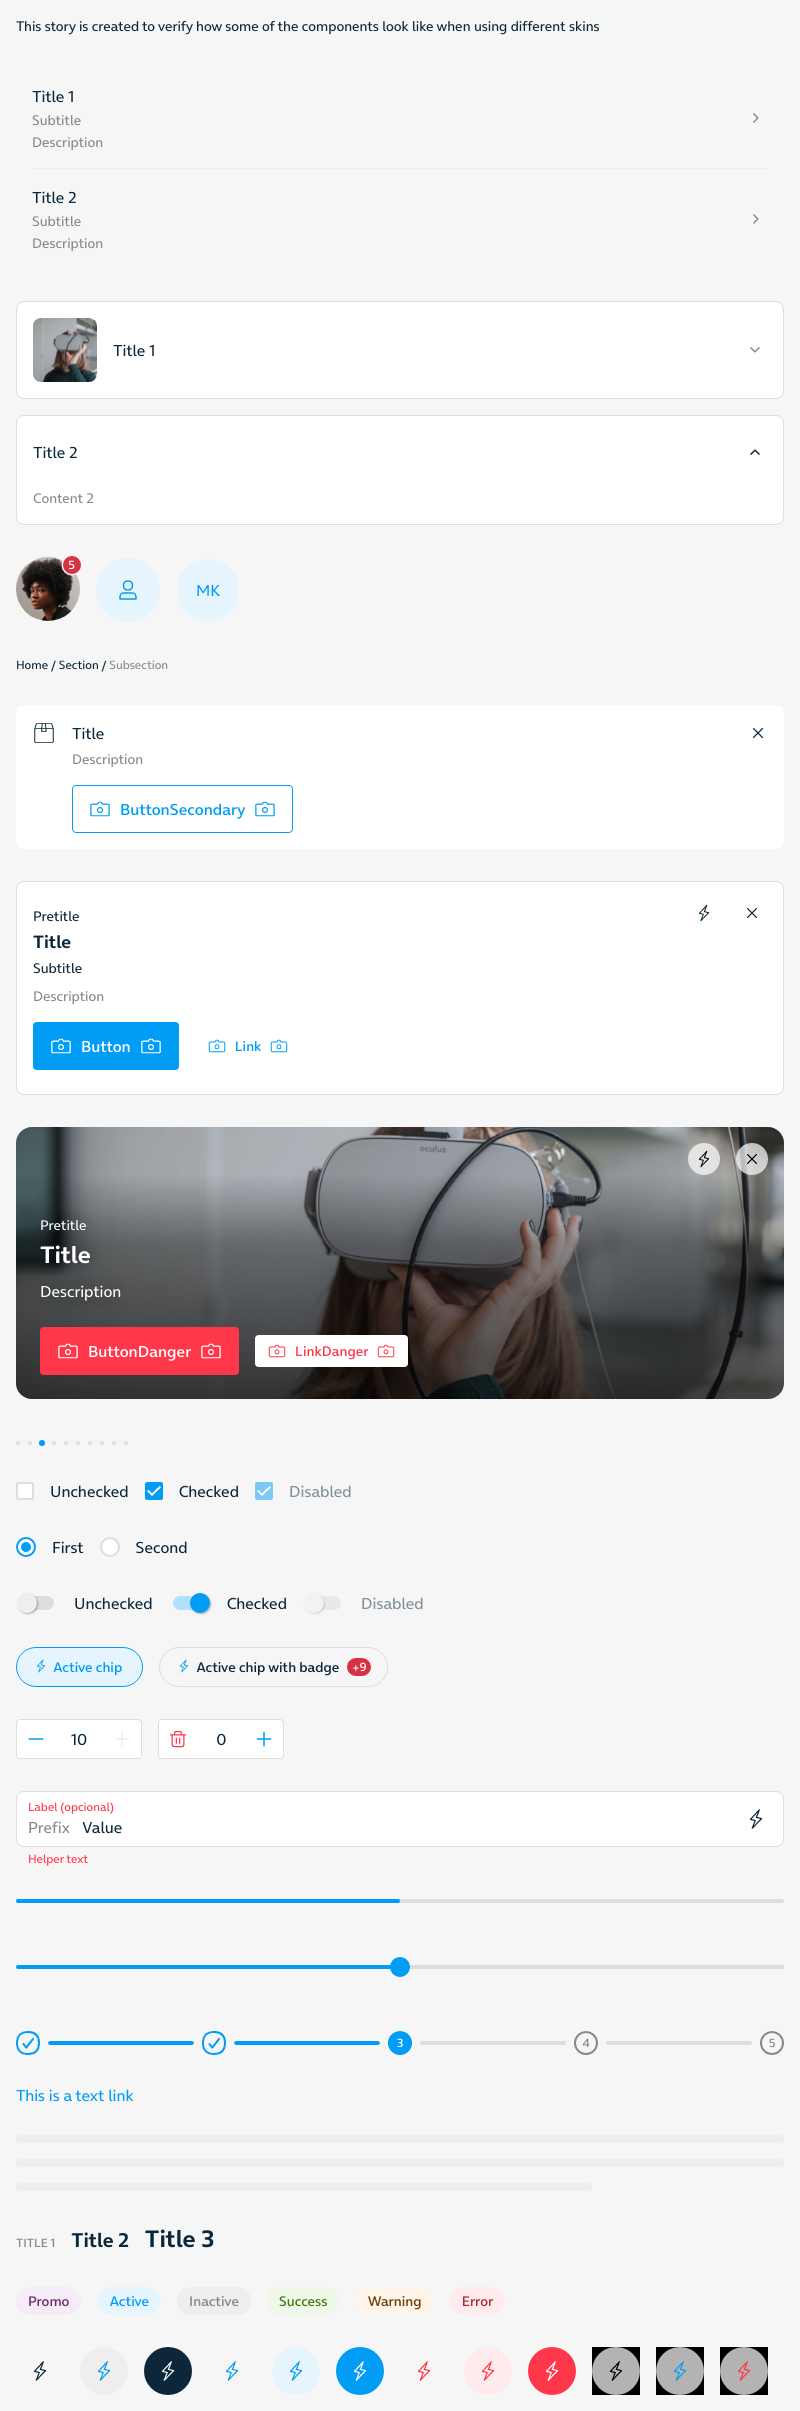 This story is created to verify how some of the components look like when using different skins
Title 1
Subtitle
Description
Title 2
Subtitle
Description
Title 1
Title 2
Content 2
5
MK
Home / Section / Subsection
Title
Description
ButtonSecondary
Pretitle
Title
Subtitle
Description
Button Link
oculus
Pretitle
Title
Description
ButtonDanger LinkDanger
Unchecked Checked Disabled
First Second
Unchecked Checked Disabled
Active chip Active chip with badge +9
10 0
Label (opcional)
Prefix Value
Helper text
3 4 5
This is a text link
TITLE 1 Title 2 Title 3
Promo Active Inactive Success Warning Error